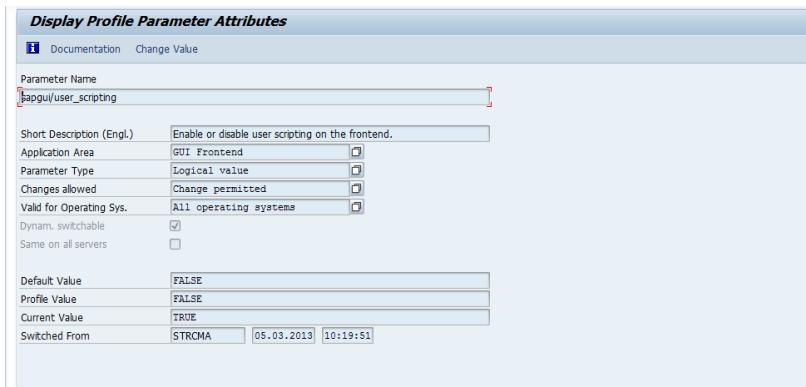 Display Profile Parameter Attributes
Documentation Change Value
Parameter Name
sapgui/user_scripting
Short Description (Engl.) Enable or disable user scripting on the frontend.
Application Area GUI Frontend
Parameter Type Logical value
Changes allowed Change permitted
Valid for Operating Sys. All operating systems
Dynam. switchable
Same on all servers
Default Value FALSE
Profile Value FALSE
Current Value TRUE
Switched From STRCMA 05.03.2013 10:19:51